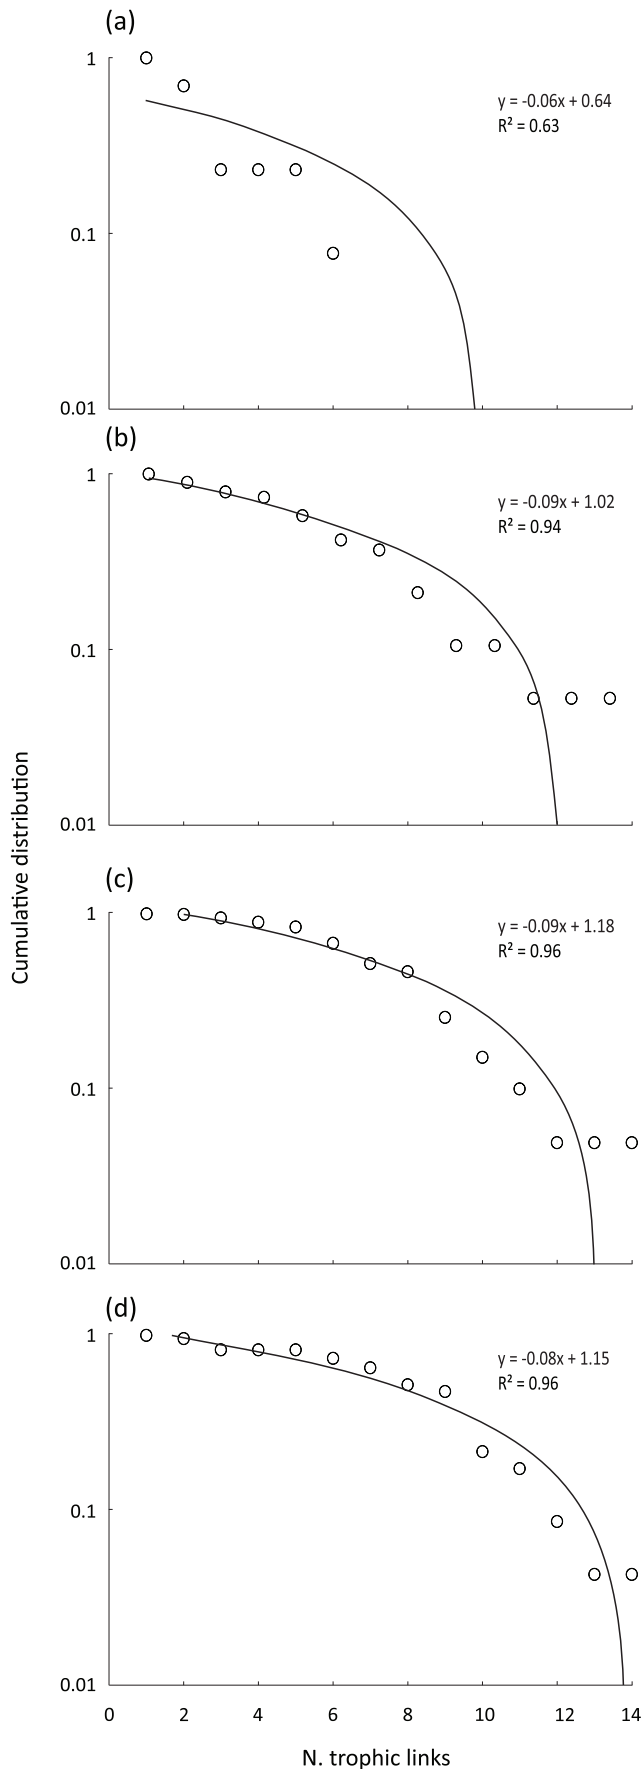 (a)
1
y = -0.06x + 0.64
R² = 0.63
0.1
0.01
(b)
1
y = -0.09x + 1.02
R² = 0.94
0.1
0.01
Cumulative distribution
(c)
1
y = -0.09x + 1.18
R² = 0.96
0.1
0.01
(d)
1
y = -0.08x + 1.15
R² = 0.96
0.1
0.01
0 2 4 6 8 10 12 14
N. trophic links